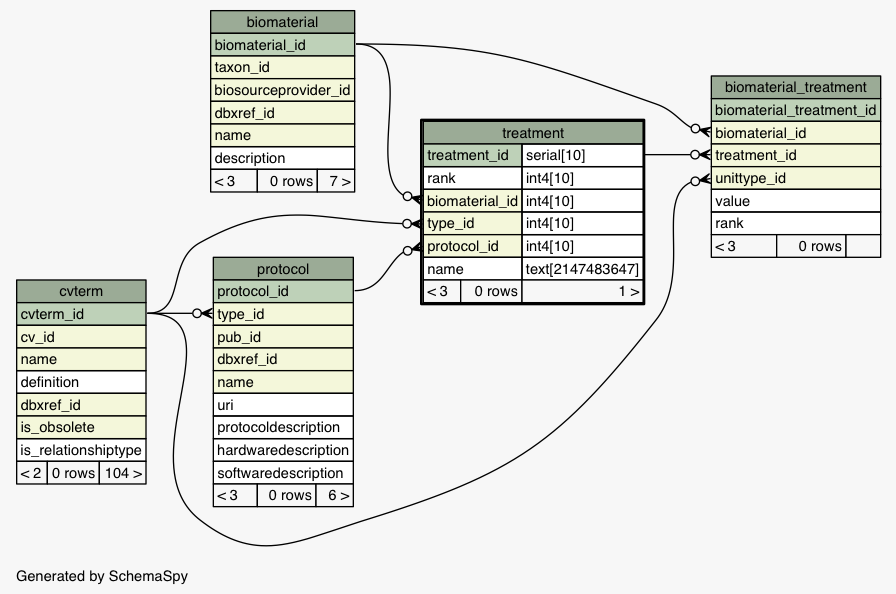 biomaterial
biomaterial_id
taxon_id
biosourceprovider_id
dbxref_id
name
description
< 3 0 rows 7 >
biomaterial_treatment
biomaterial_treatment_id
biomaterial_id
treatment_id
unittype_id
value
rank
< 3 0 rows
treatment
treatment_id serial[10]
rank int4[10]
biomaterial_id int4[10]
type_id int4[10]
protocol_id int4[10]
name text[2147483647]
< 3 0 rows 1 >
protocol
protocol_id
type_id
pub_id
dbxref_id
name
uri
protocoldescription
hardwaredescription
softwaredescription
< 3 0 rows 6 >
cvterm
cvterm_id
cv_id
name
definition
dbxref_id
is_obsolete
is_relationshiptype
< 2 0 rows 104 >
Generated by SchemaSpy